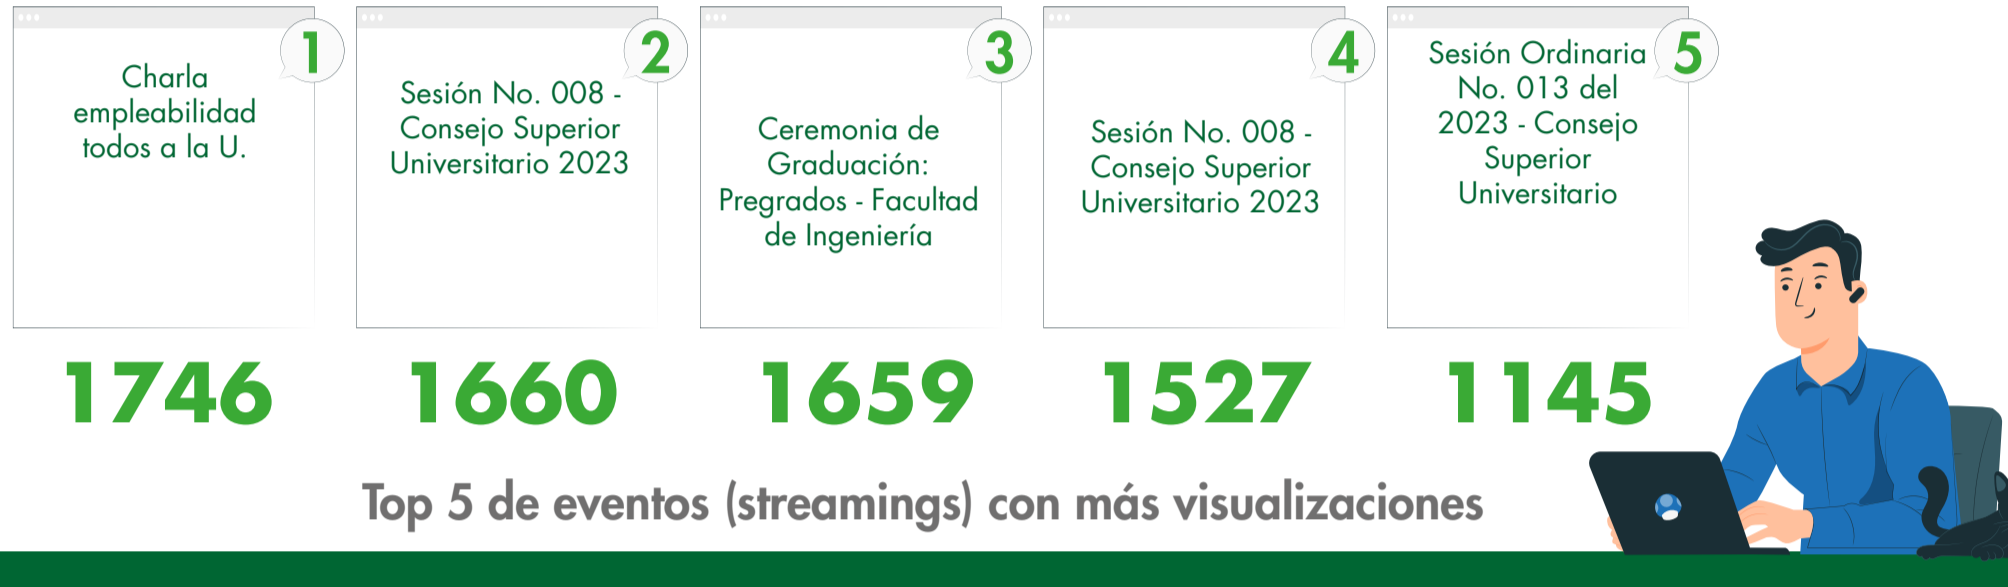 1
Charla
empleabilidad
todos a la U.
2
Sesión No. 008 -
Consejo Superior
Universitario 2023
3
Ceremonia de
Graduación:
Pregrados - Facultad
de Ingeniería
4
Sesión No. 008 -
Consejo Superior
Universitario 2023
5
Sesión Ordinaria
No. 013 del
2023 - Consejo
Superior
Universitario
1746
1660
1659
1527
1145
Top 5 de eventos (streamings) con más visualizaciones